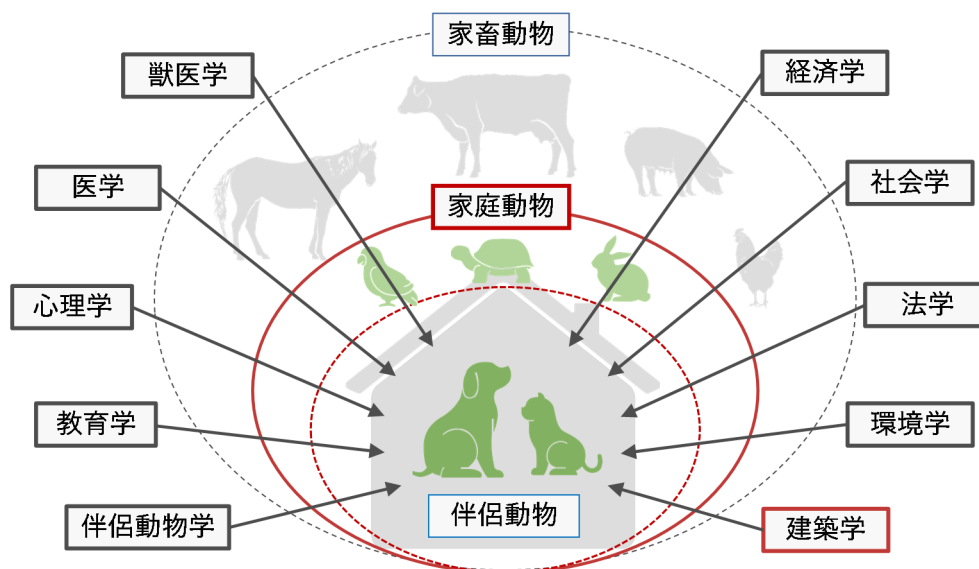 家畜動物
獣医学
経済学
医学
家庭動物
社会学
心理学
法学
教育学
環境学
伴侶動物学
伴侶動物
建築学